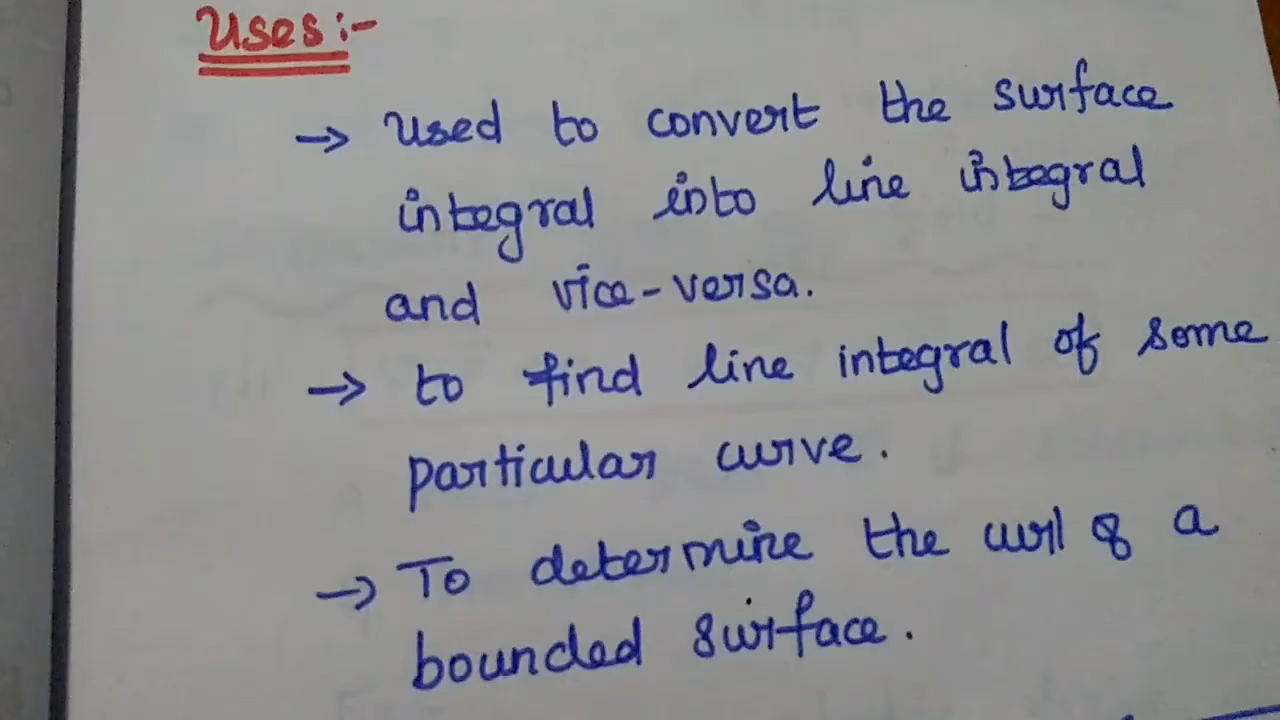 Uses:-
→ used to convert the surface
integral into line integral
and vice-versa.
→ to find line integral of some
particular curve.
→ To determine the curl of a
bounded surface.